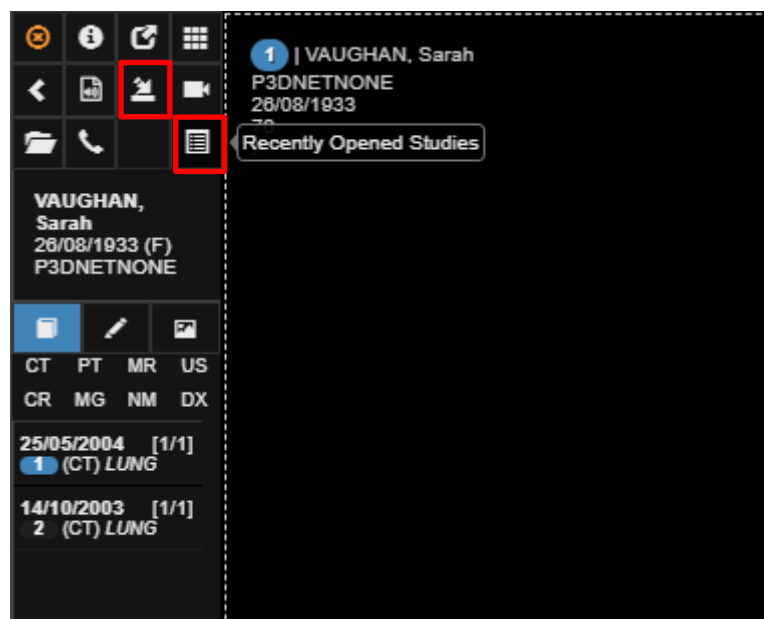 1 | VAUGHAN, Sarah
P3DNETNONE
26/08/1933
Recently Opened Studies
VAUGHAN,
Sarah
26/08/1933 (F)
P3DNETNONE
CT PT MR US
CR MG NM DX
25/05/2004 [1/1]
1 (CT) LUNG
14/10/2003 [1/1]
2 (CT) LUNG